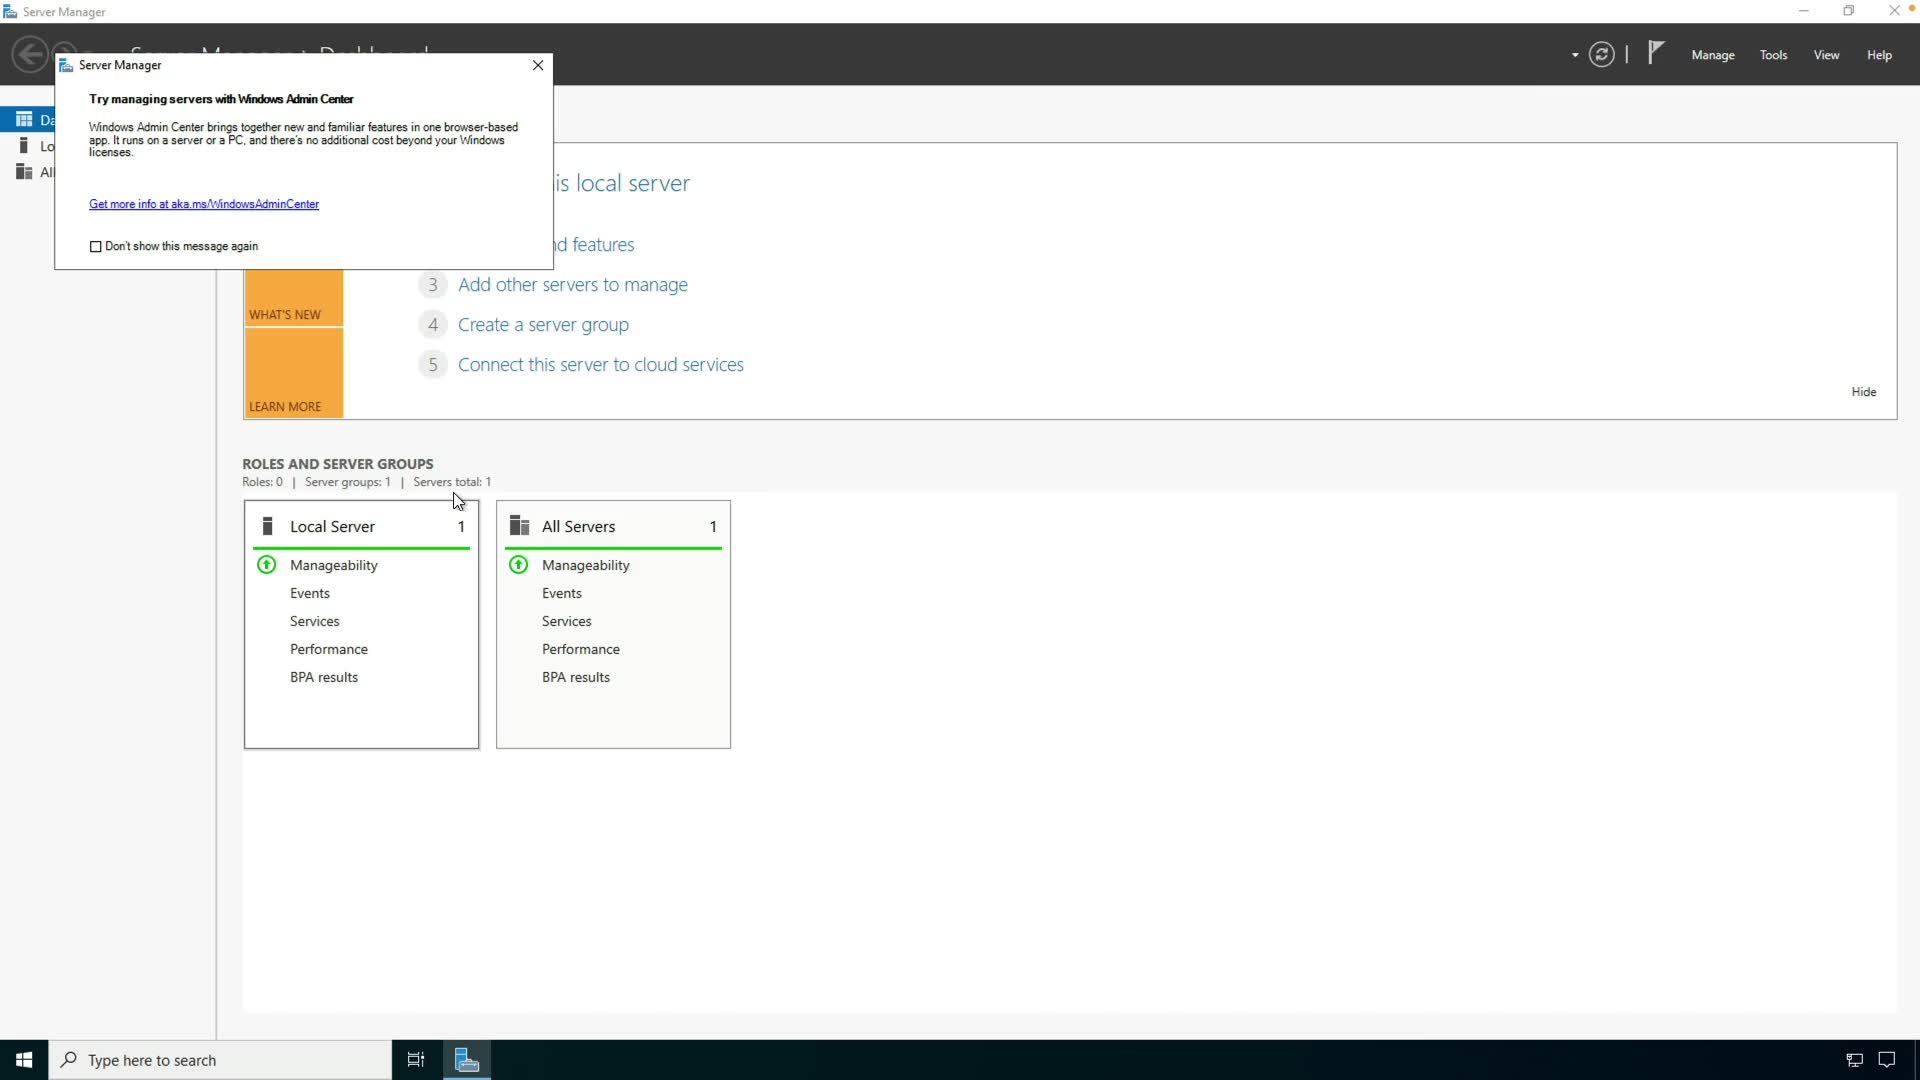 Server Manager
Manage
Tools
View
Help
Server Manager
Try managing servers with Windows Admin Center
Windows Admin Center brings together new and familiar features in one browser-based
app. It runs on a server or a PC, and there's no additional cost beyond your Windows
licenses.
Get more info at aka.ms/WindowsAdminCenter
Don't show this message again
is local server
d features
3 Add other servers to manage
4 Create a server group
5 Connect this server to cloud services
WHAT'S NEW
LEARN MORE
Hide
ROLES AND SERVER GROUPS
Roles: 0 | Server groups: 1 | Servers total: 1
Local Server 1
Manageability
Events
Services
Performance
BPA results
All Servers 1
Manageability
Events
Services
Performance
BPA results
Type here to search